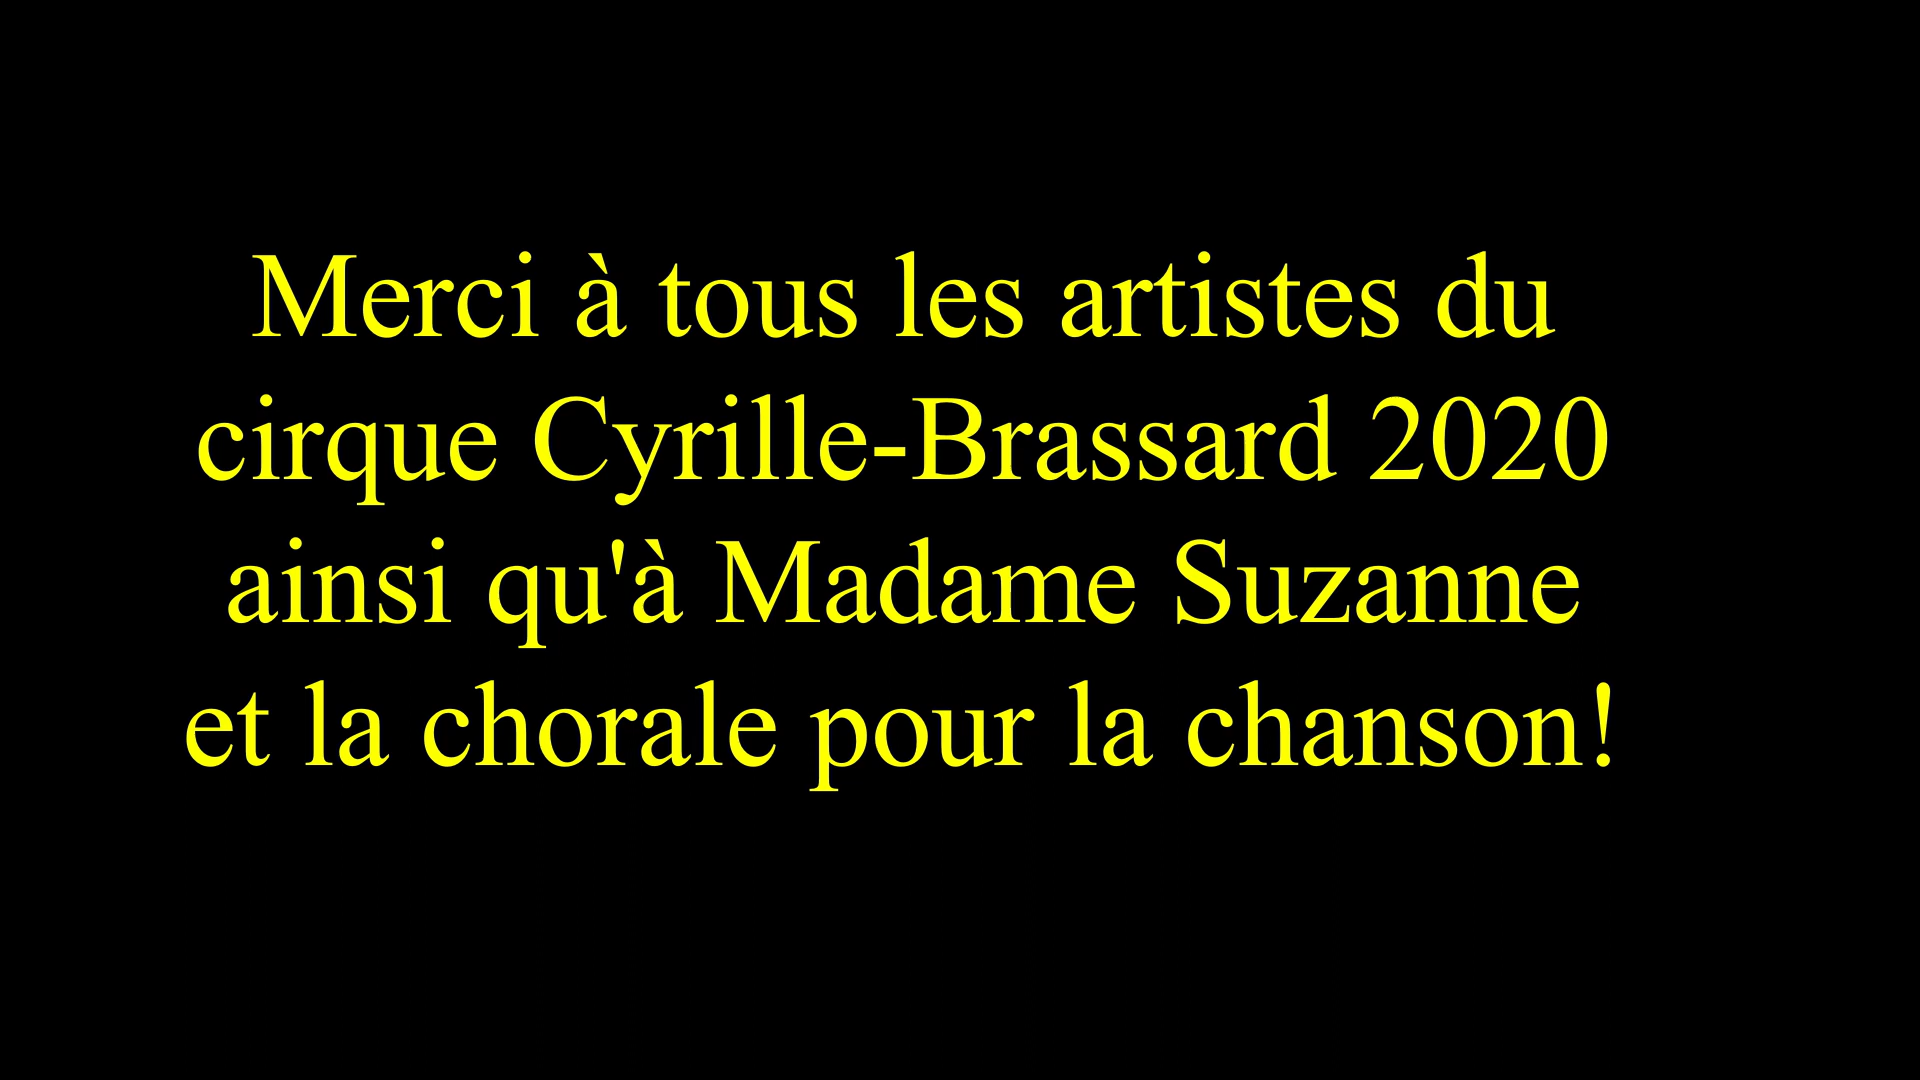 Merci à tous les artistes du
cirque Cyrille-Brassard 2020
ainsi qu'à Madame Suzanne
et la chorale pour la chanson!